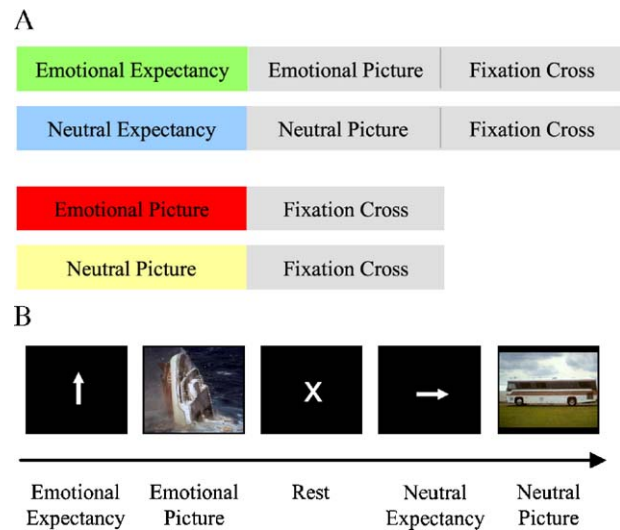 A
Emotional Expectancy Emotional Picture Fixation Cross
Neutral Expectancy Neutral Picture Fixation Cross
Emotional Picture Fixation Cross
Neutral Picture Fixation Cross
B
X
Emotional Expectancy
Emotional Picture
Rest
Neutral Expectancy
Neutral Picture